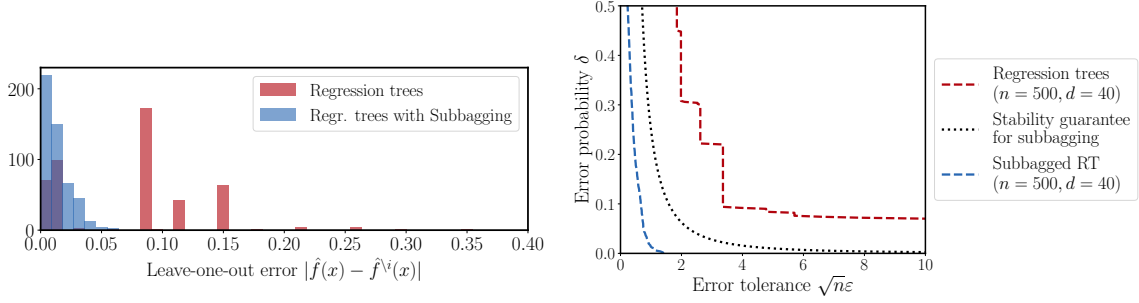 200
100
0
0.00 0.05 0.10 0.15 0.20 0.25 0.30 0.35 0.40
Leave-one-out error |f̂(x) − f̂^{\i}(x)|
Regression trees
Regr. trees with Subbagging
0.5
0.4
0.3
0.2
0.1
0.0
Error probability δ
0 2 4 6 8 10
Error tolerance √nε
Regression trees
(n = 500, d = 40)
Stability guarantee
for subbagging
Subbagged RT
(n = 500, d = 40)